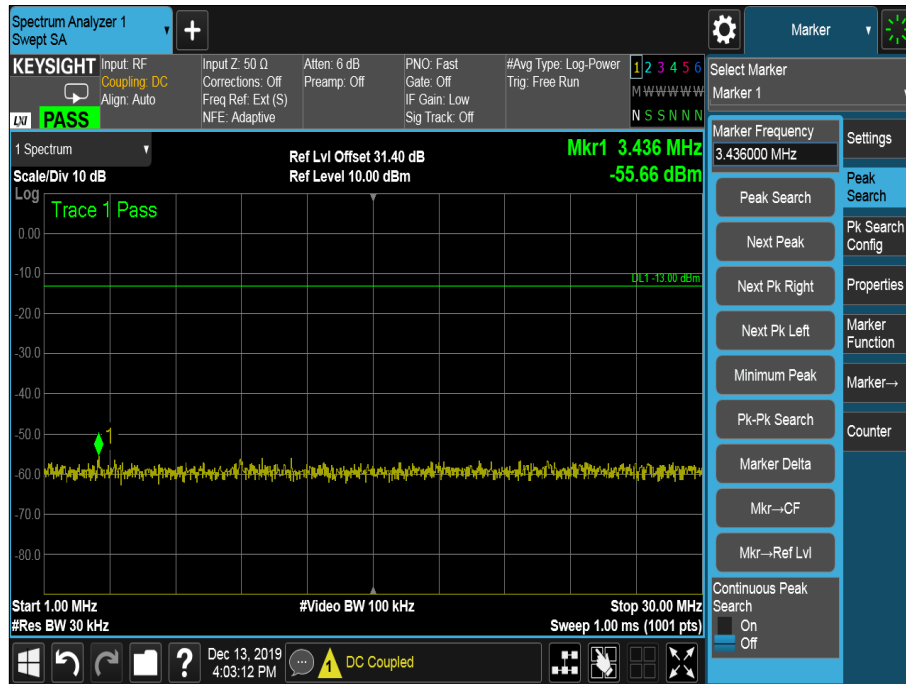 Spectrum Analyzer 1
Swept SA
Marker
KEYSIGHT
LXI
PASS
Input: RF
Coupling: DC
Align: Auto
Input Z: 50 Ω
Corrections: Off
Freq Ref: Ext (S)
NFE: Adaptive
Atten: 6 dB
Preamp: Off
PNO: Fast
Gate: Off
IF Gain: Low
Sig Track: Off
#Avg Type: Log-Power
Trig: Free Run
1 2 3 4 5 6
M W W W W W
N S S N N N
Select Marker
Marker 1
1 Spectrum
Scale/Div 10 dB
Ref Lvl Offset 31.40 dB
Ref Level 10.00 dBm
Mkr1 3.436 MHz
-55.66 dBm
Log
Trace 1 Pass
0.00
-10.0
DL1 -13.00 dBm
-20.0
-30.0
-40.0
-50.0
1
-60.0
-70.0
-80.0
Start 1.00 MHz
#Video BW 100 kHz
Stop 30.00 MHz
#Res BW 30 kHz
Sweep 1.00 ms (1001 pts)
Marker Frequency
3.436000 MHz
Peak Search
Next Peak
Next Pk Right
Next Pk Left
Minimum Peak
Pk-Pk Search
Marker Delta
Mkr→CF
Mkr→Ref Lvl
Continuous Peak
Search
On
Off
Settings
Peak
Search
Pk Search
Config
Properties
Marker
Function
Marker→
Counter
?
Dec 13, 2019
4:03:12 PM
1
DC Coupled